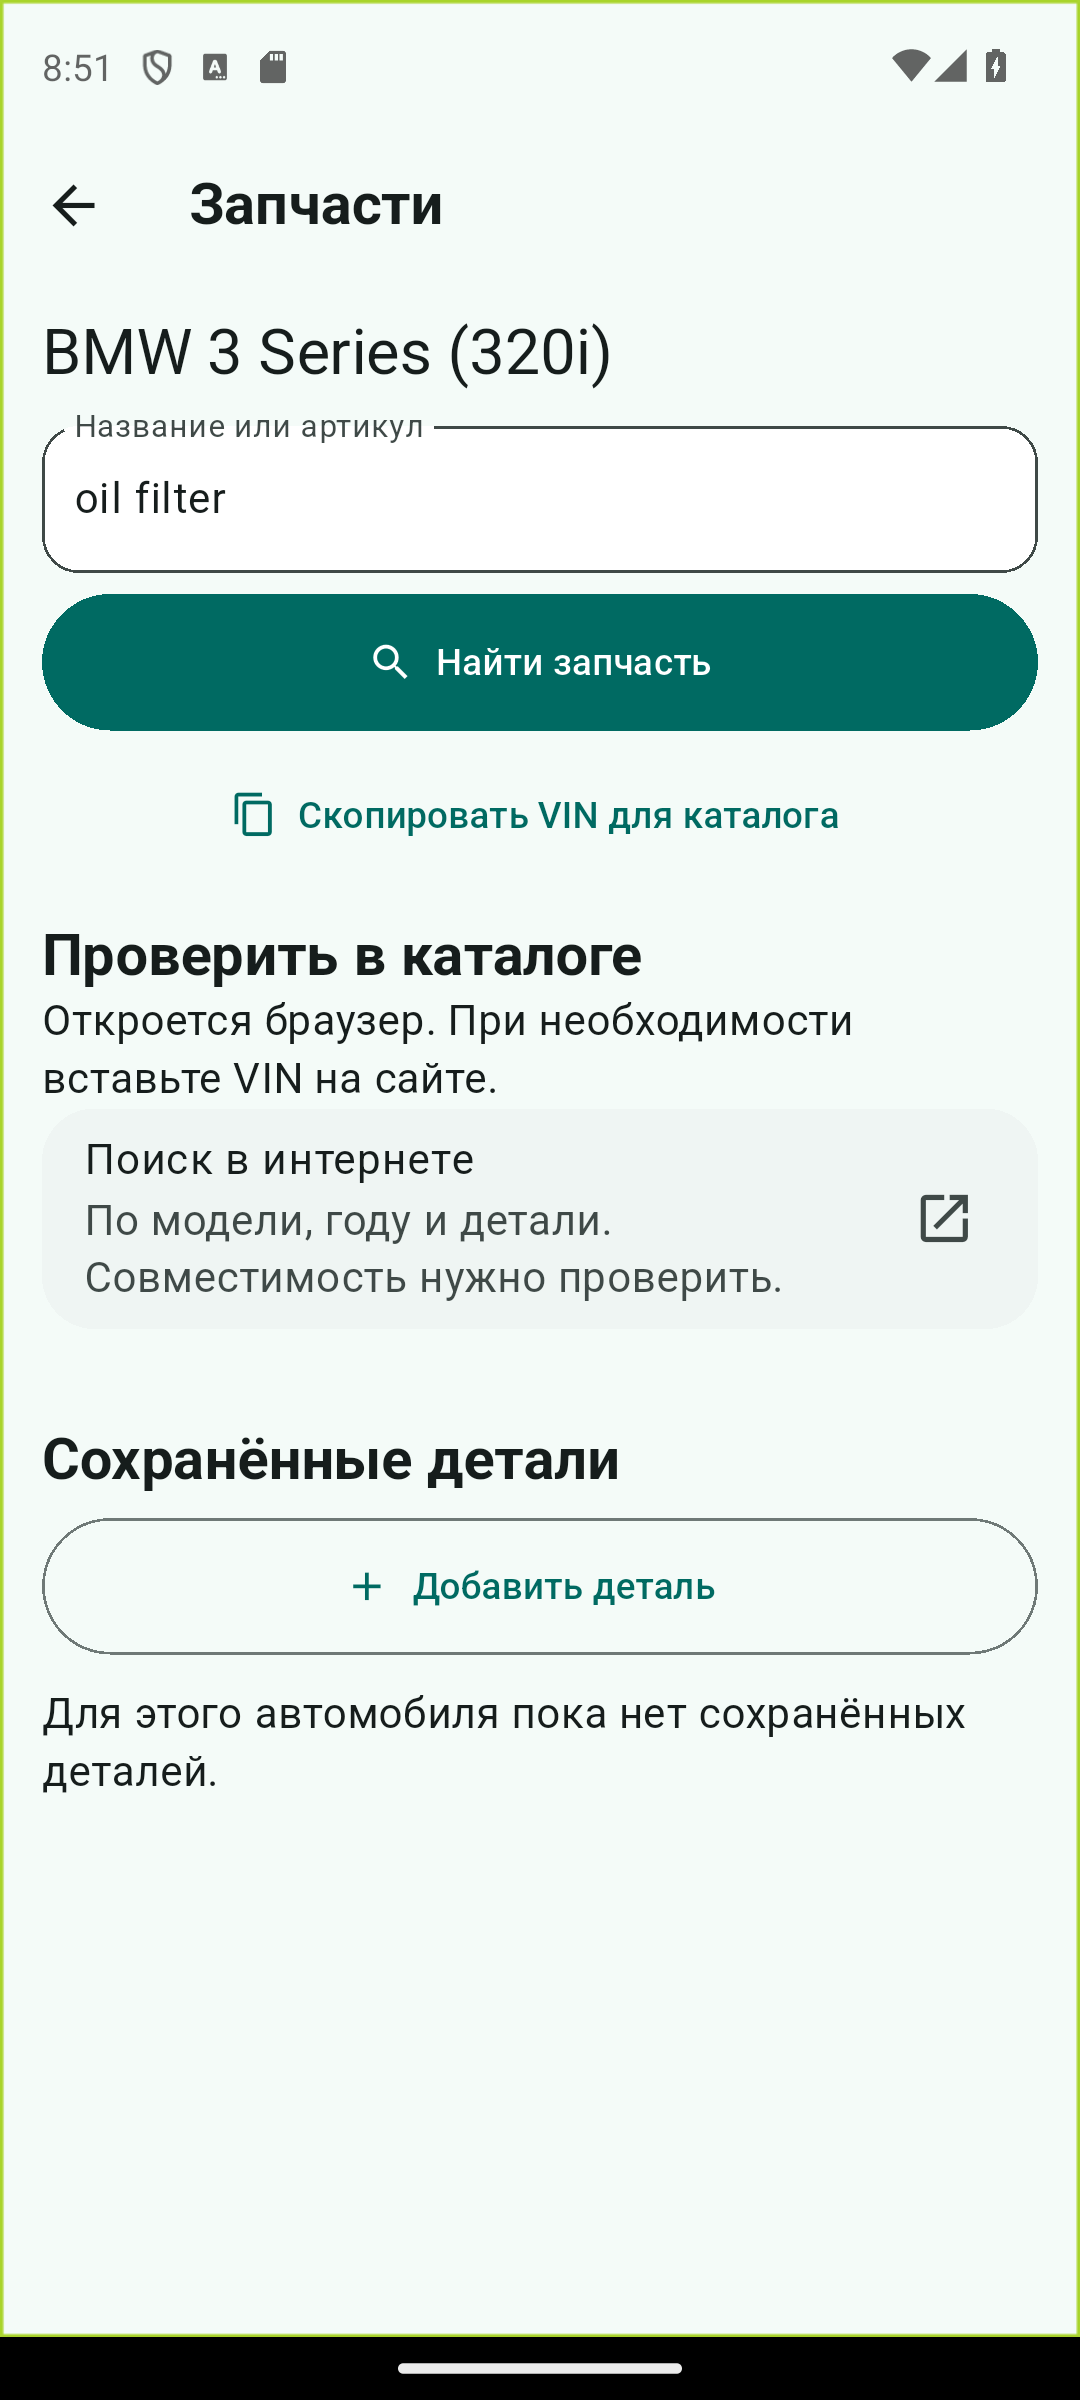 8:51
Запчасти
BMW 3 Series (320i)
Название или артикул
oil filter
Найти запчасть
Скопировать VIN для каталога
Проверить в каталоге
Откроется браузер. При необходимости
вставьте VIN на сайте.
Поиск в интернете
По модели, году и детали.
Совместимость нужно проверить.
Сохранённые детали
Добавить деталь
Для этого автомобиля пока нет сохранённых
деталей.